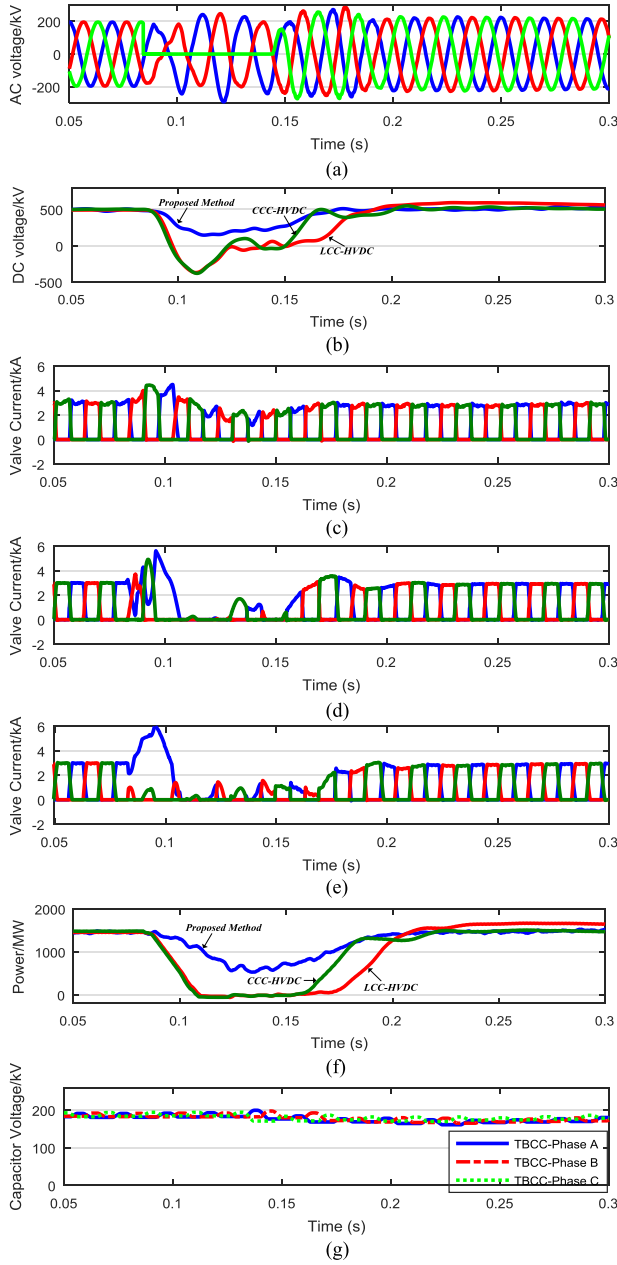 AC voltage/kV
200
0
-200
0.05 0.1 0.15 0.2 0.25 0.3
Time (s)
(a)
DC voltage/kV
500
0
-500
Proposed Method
CCC-HVDC
LCC-HVDC
0.05 0.1 0.15 0.2 0.25 0.3
Time (s)
(b)
Valve Current/kA
6
4
2
0
-2
0.05 0.1 0.15 0.2 0.25 0.3
Time (s)
(c)
Valve Current/kA
6
4
2
0
-2
0.05 0.1 0.15 0.2 0.25 0.3
Time (s)
(d)
Valve Current/kA
6
4
2
0
-2
0.05 0.1 0.15 0.2 0.25 0.3
Time (s)
(e)
Power/MW
2000
1000
0
Proposed Method
CCC-HVDC
LCC-HVDC
0.05 0.1 0.15 0.2 0.25 0.3
Time (s)
(f)
Capacitor Voltage/kV
200
100
0
TBCC-Phase A
TBCC-Phase B
TBCC-Phase C
0.05 0.1 0.15 0.2 0.25 0.3
Time (s)
(g)